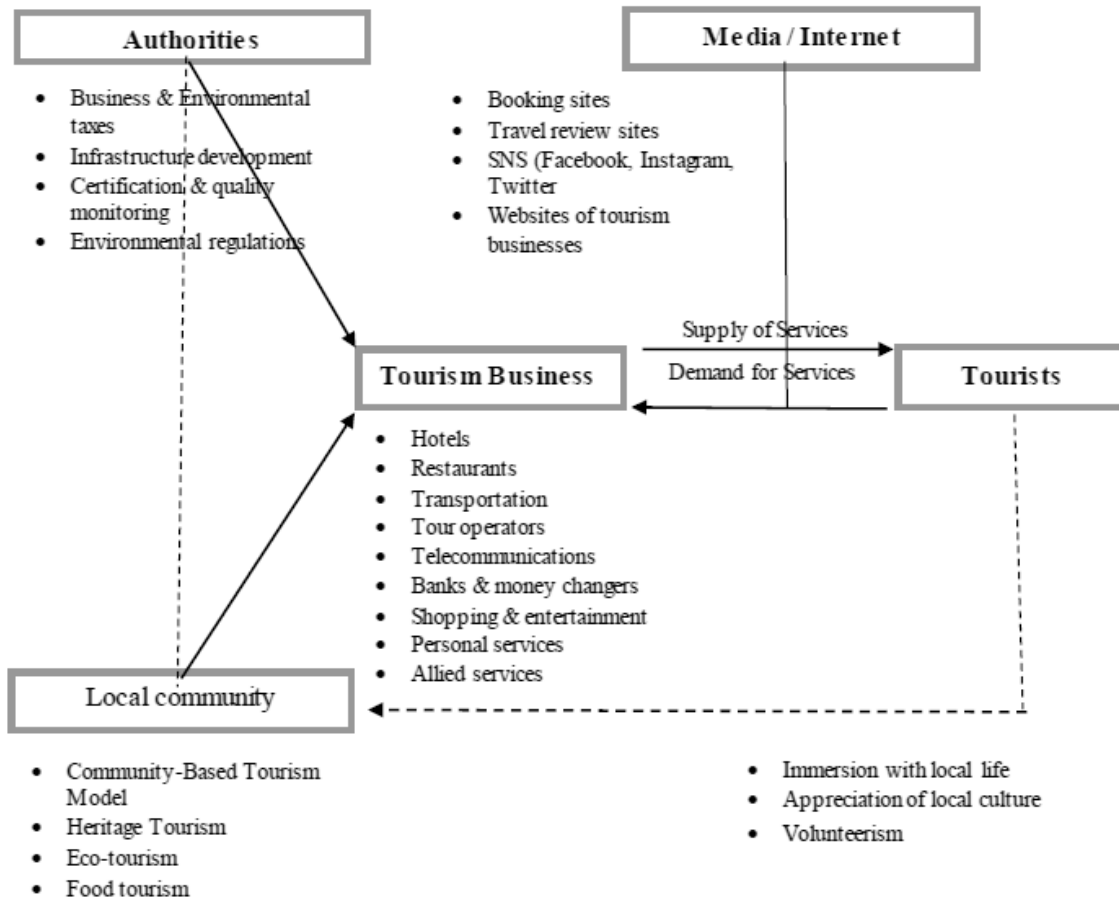 Authorities
• Business & Environmental
taxes
• Infrastructure development
• Certification & quality
monitoring
• Environmental regulations
Media / Internet
• Booking sites
• Travel review sites
• SNS (Facebook, Instagram,
Twitter
• Websites of tourism
businesses
Supply of Services
Tourism Business
Demand for Services
Tourists
• Hotels
• Restaurants
• Transportation
• Tour operators
• Telecommunications
• Banks & money changers
• Shopping & entertainment
• Personal services
• Allied services
Local community
• Community-Based Tourism
Model
• Heritage Tourism
• Eco-tourism
• Food tourism
• Immersion with local life
• Appreciation of local culture
• Volunteerism